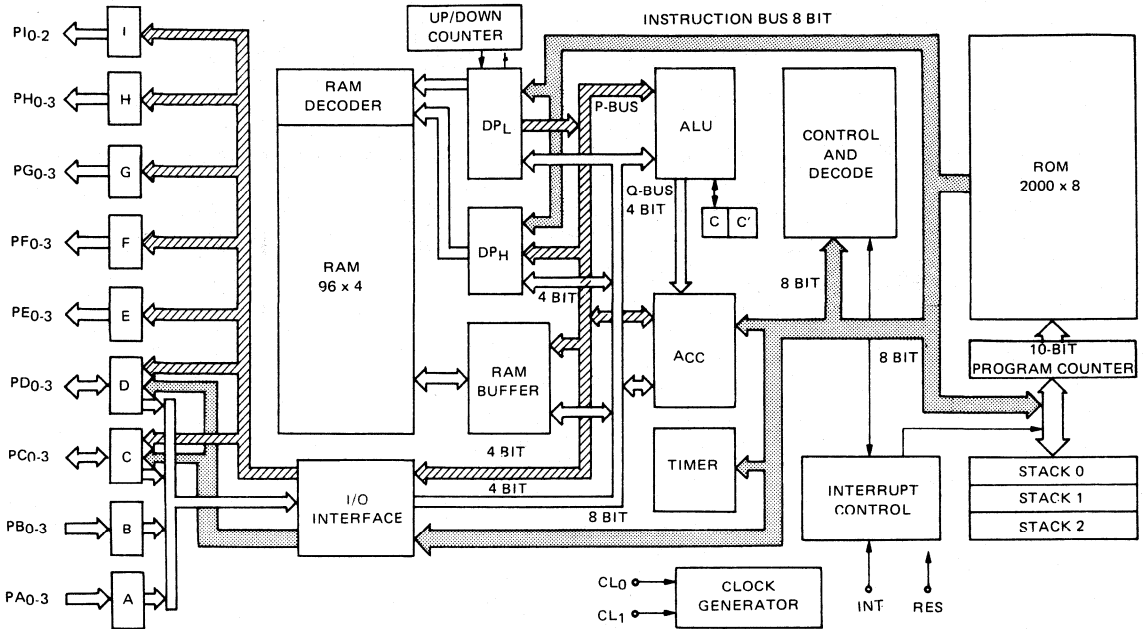 UP/DOWN
COUNTER
INSTRUCTION BUS 8 BIT
PI0-2
I
PH0-3
H
PG0-3
G
PF0-3
F
PE0-3
E
PD0-3
D
PC0-3
C
PB0-3
B
PA0-3
A
RAM
DECODER
RAM
96 x 4
DPL
DPH
4 BIT
RAM
BUFFER
4 BIT
4 BIT
8 BIT
I/O
INTERFACE
P-BUS
ALU
Q-BUS
4 BIT
C
C'
ACC
TIMER
CONTROL
AND
DECODE
8 BIT
8 BIT
ROM
2000 x 8
10-BIT
PROGRAM COUNTER
STACK 0
STACK 1
STACK 2
INTERRUPT
CONTROL
INT
RES
CL0
CL1
CLOCK
GENERATOR